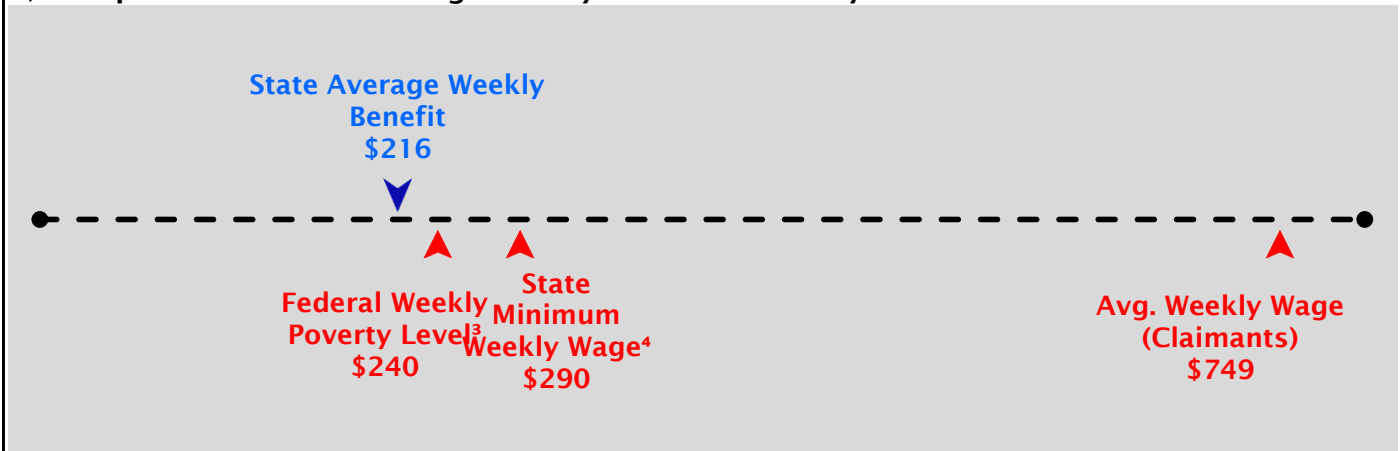 State Average Weekly
Benefit
$216
Federal Weekly
Poverty Level³
$240
State
Minimum
Weekly Wage⁴
$290
Avg. Weekly Wage
(Claimants)
$749